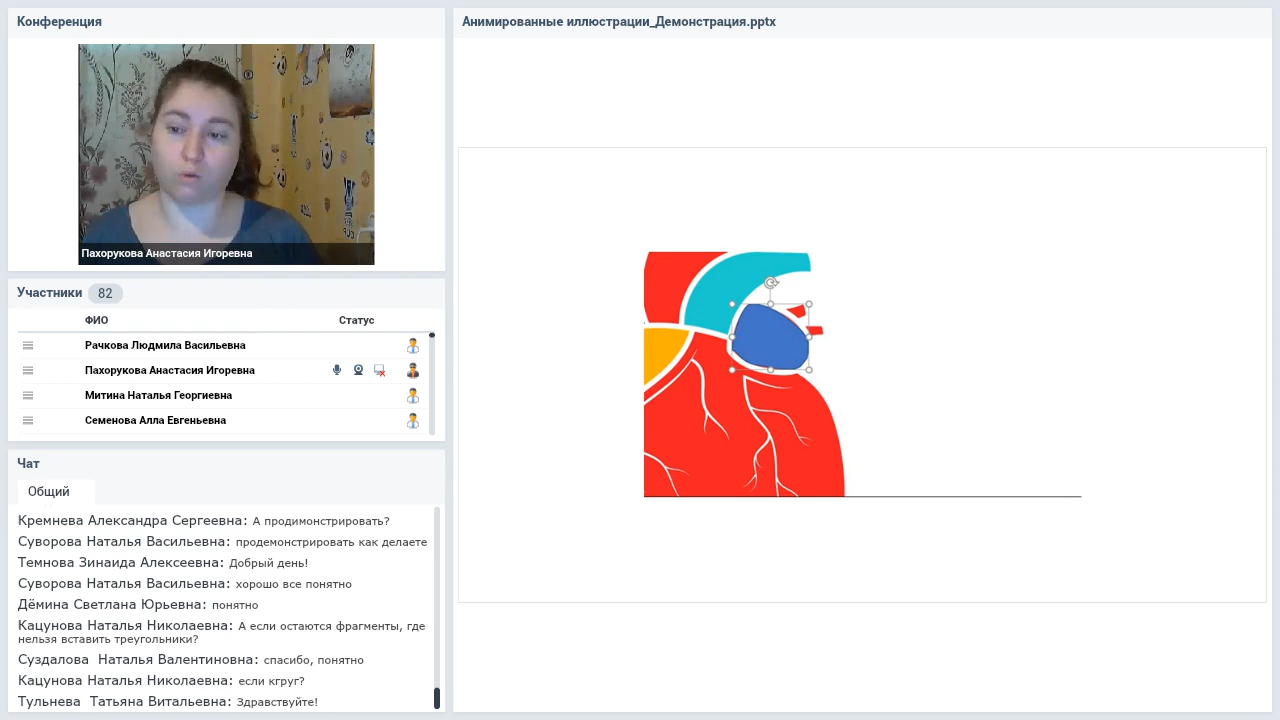 Конференция
Пахорукова Анастасия Игоревна
Участники 82
ФИО Статус
Рачкова Людмила Васильевна
Пахорукова Анастасия Игоревна
Митина Наталья Георгиевна
Семенова Алла Евгеньевна
Чат
Общий
Кремнева Александра Сергеевна: А продимонстрировать?
Суворова Наталья Васильевна: продемонстрировать как делаете
Темнова Зинаида Алексеевна: Добрый день!
Суворова Наталья Васильевна: хорошо все понятно
Дёмина Светлана Юрьевна: понятно
Кацунова Наталья Николаевна: А если остаются фрагменты, где
нельзя вставить треугольники?
Суздалова Наталья Валентиновна: спасибо, понятно
Кацунова Наталья Николаевна: если кгруг?
Тульнева Татьяна Витальевна: Здравствуйте!
Анимированные иллюстрации_Демонстрация.pptx